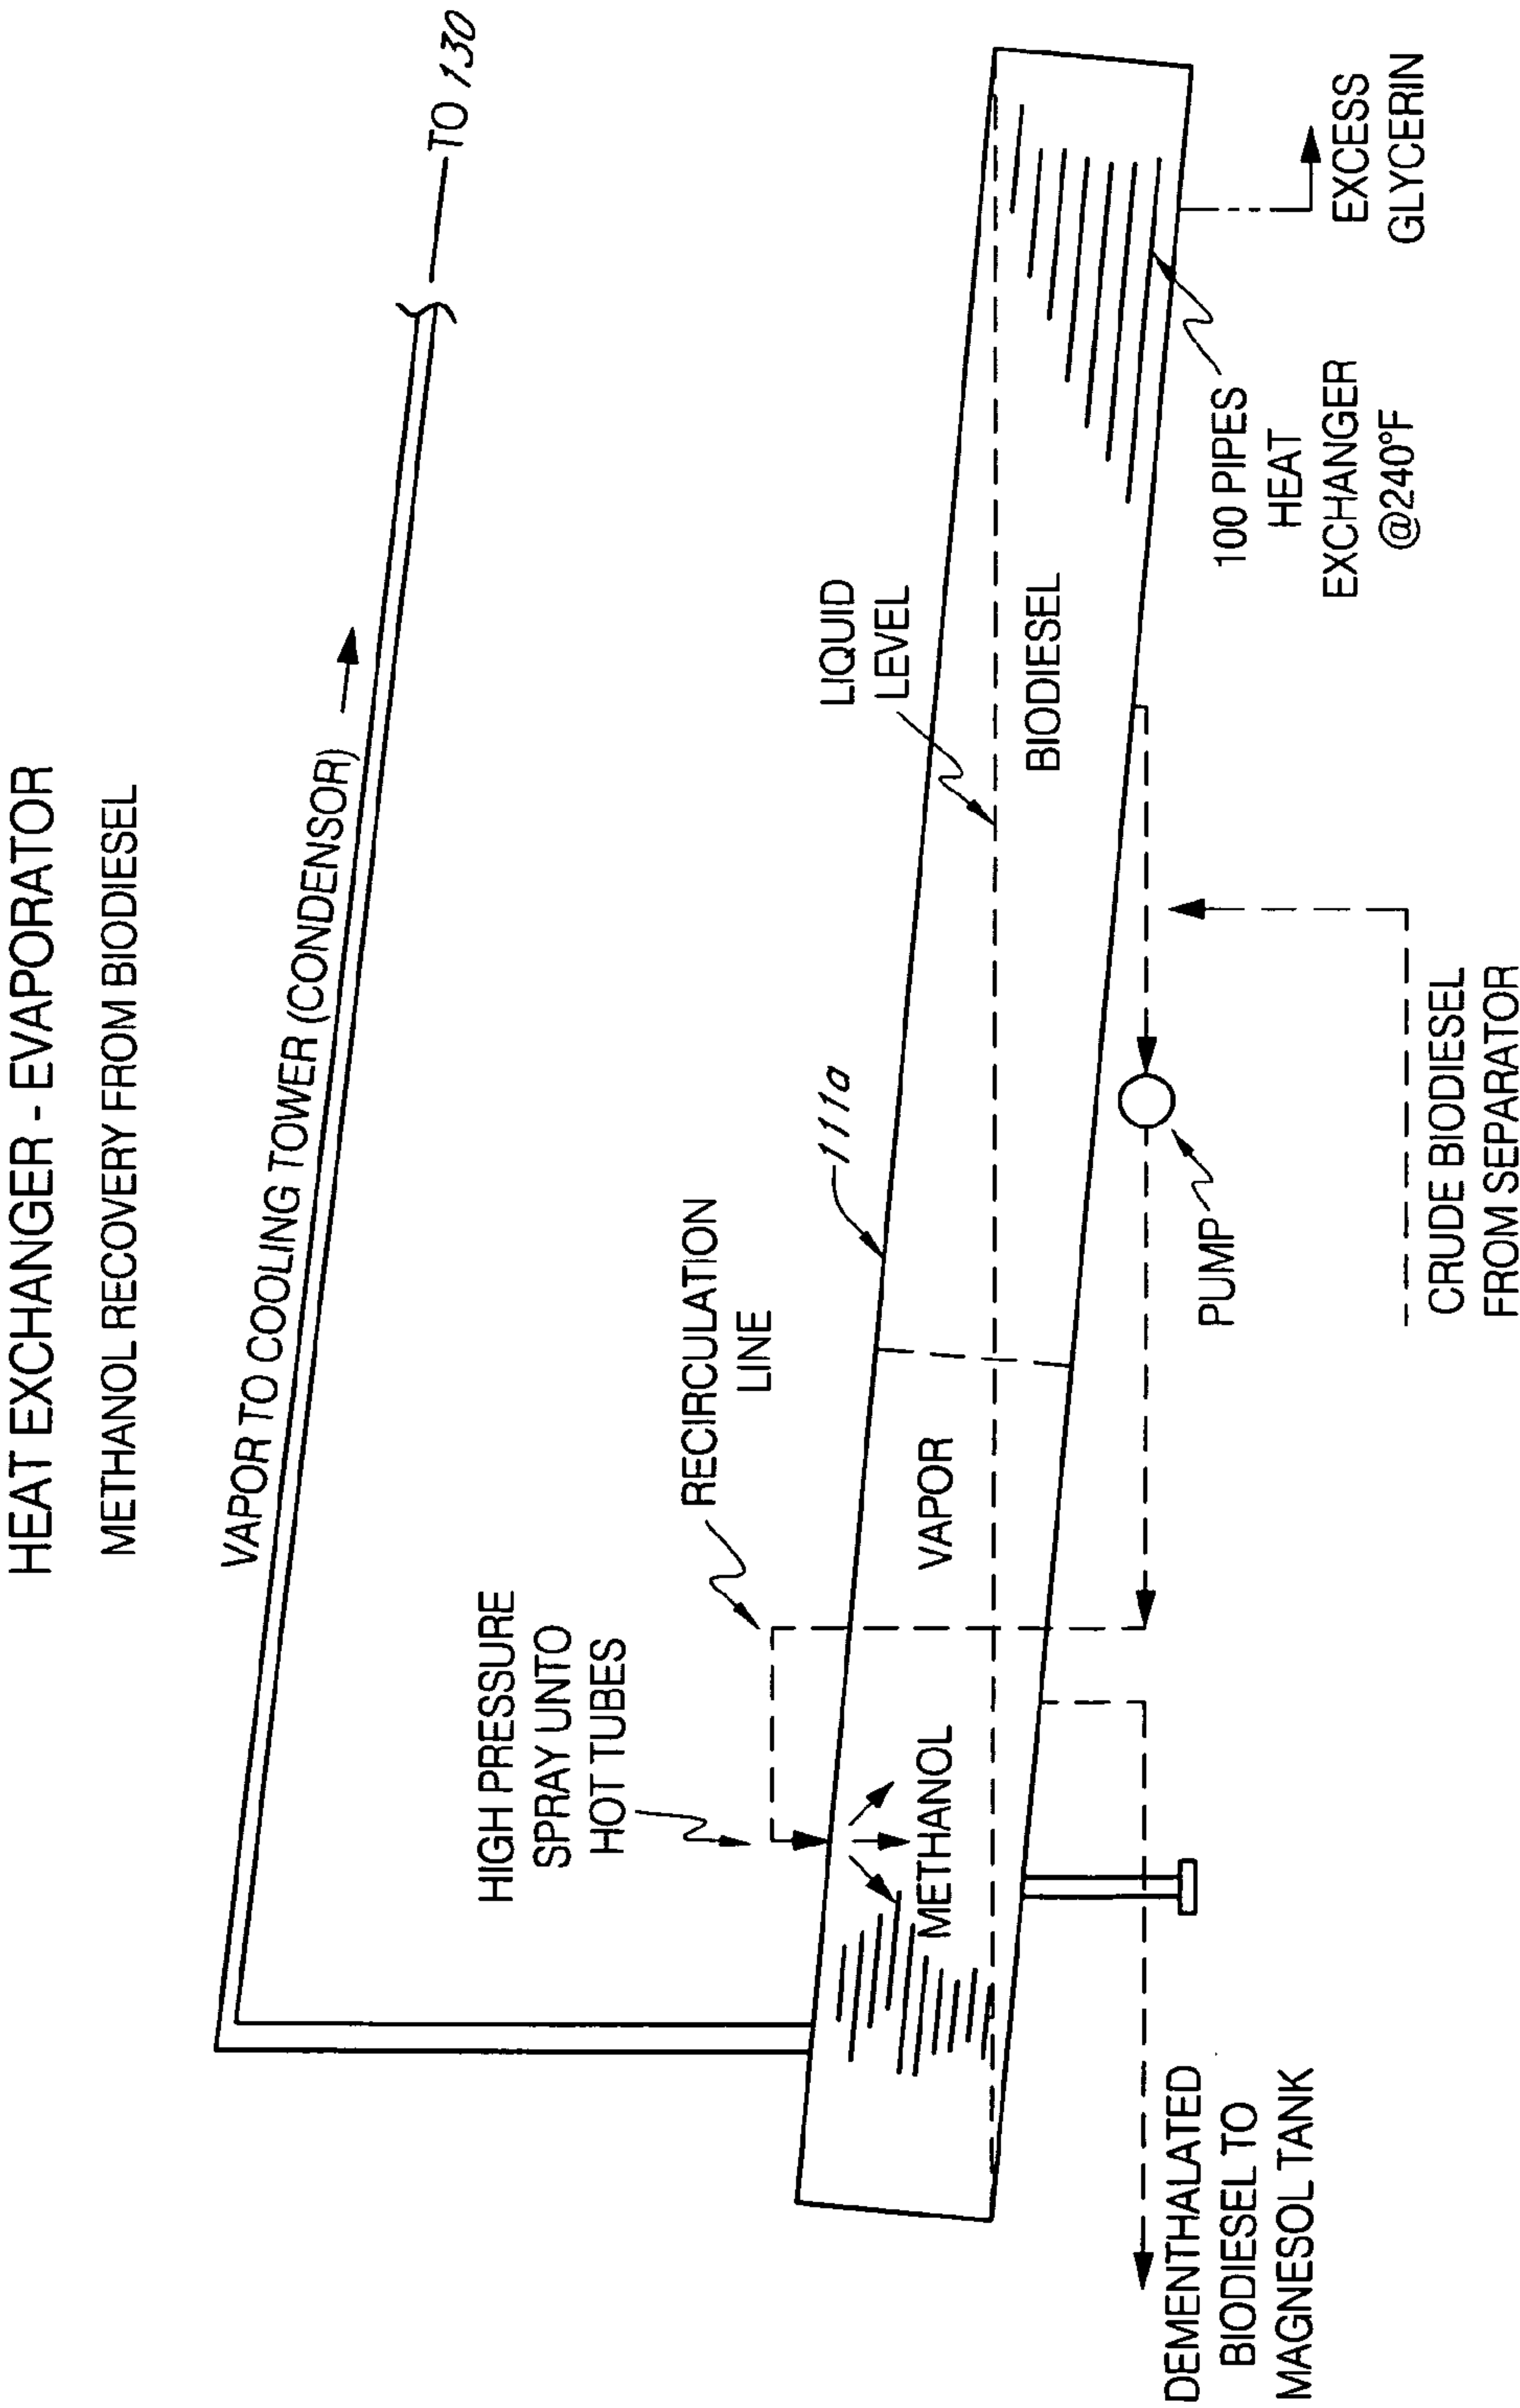 HEAT EXCHANGER - EVAPORATOR
METHANOL RECOVERY FROM BIODIESEL
VAPOR TO COOLING TOWER (CONDENSOR)
TO 130
HIGH PRESSURE
SPRAY UNTO
HOT TUBES
RECIRCULATION
LINE
111a
LIQUID
LEVEL
METHANOL
VAPOR
BIODIESEL
DEMENTHALATED
BIODIESEL TO
MAGNESOL TANK
PUMP
CRUDE BIODIESEL
FROM SEPARATOR
100 PIPES
HEAT
EXCHANGER
@240°F
EXCESS
GLYCERIN